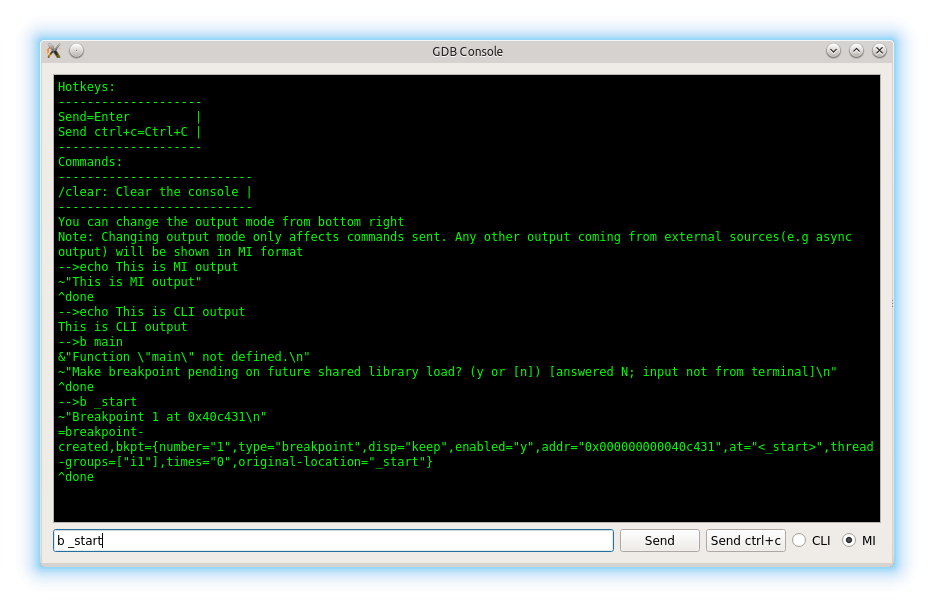 GDB Console
Hotkeys:
--------------------
Send=Enter         |
Send ctrl+c=Ctrl+C |
--------------------
Commands:
---------------------------
/clear: Clear the console |
---------------------------
You can change the output mode from bottom right
Note: Changing output mode only affects commands sent. Any other output coming from external sources(e.g async
output) will be shown in MI format
-->echo This is MI output
~"This is MI output"
^done
-->echo This is CLI output
This is CLI output
-->b main
&"Function \"main\" not defined.\n"
~"Make breakpoint pending on future shared library load? (y or [n]) [answered N; input not from terminal]\n"
^done
-->b _start
~"Breakpoint 1 at 0x40c431\n"
=breakpoint-
created,bkpt={number="1",type="breakpoint",disp="keep",enabled="y",addr="0x000000000040c431",at="<_start>",thread
-groups=["i1"],times="0",original-location="_start"}
^done
b _start
Send
Send ctrl+c
CLI
MI